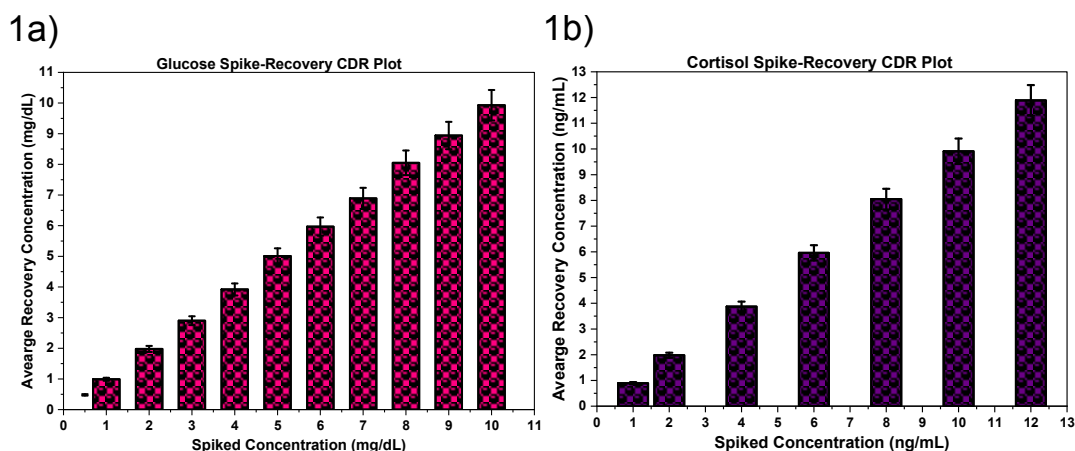 1a)
Glucose Spike-Recovery CDR Plot
11
10
9
8
7
6
5
4
3
2
1
0
Avearge Recovery Concentration (mg/dL)
0 1 2 3 4 5 6 7 8 9 10 11
Spiked Concentration (mg/dL)
1b)
Cortisol Spike-Recovery CDR Plot
13
12
11
10
9
8
7
6
5
4
3
2
1
0
Avearge Recovery Concentration (ng/mL)
0 1 2 3 4 5 6 7 8 9 10 11 12 13
Spiked Concentration (ng/mL)